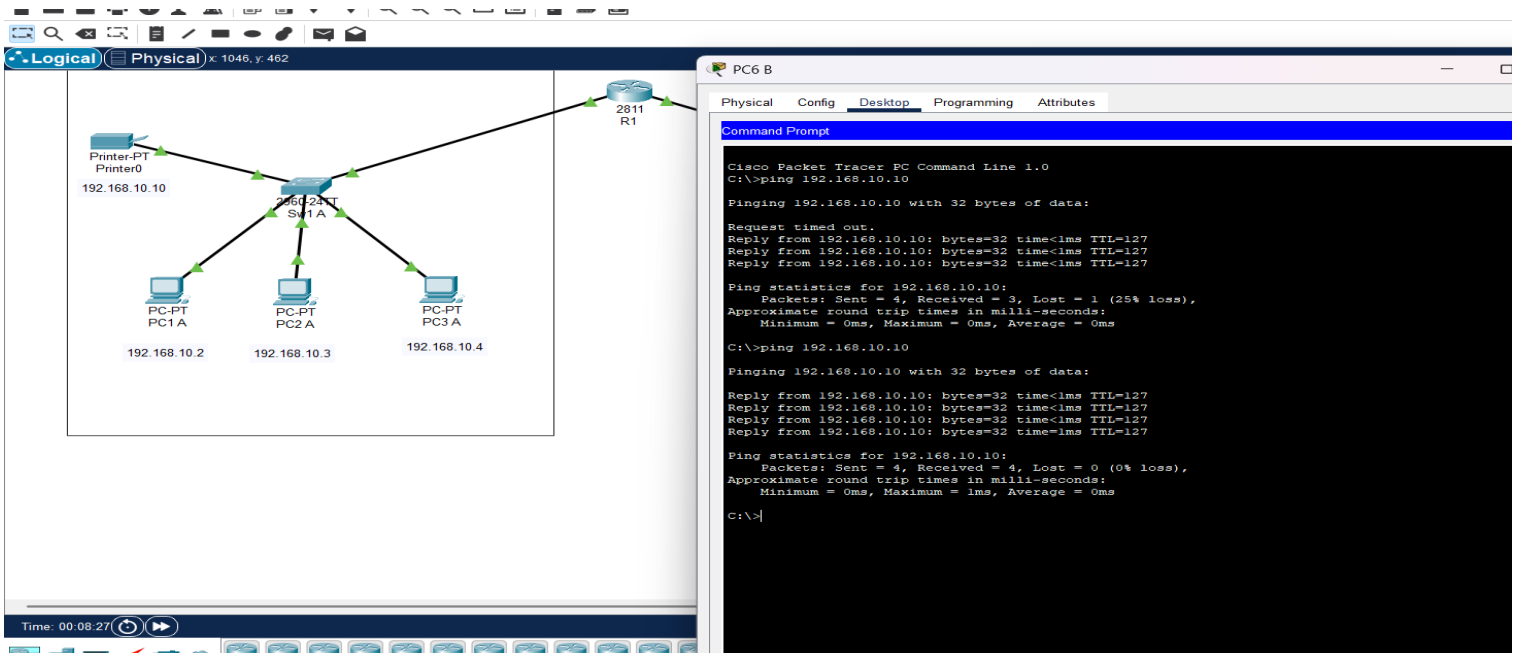 Logical Physical x: 1046, y: 462
2811
R1
Printer-PT
Printer0
192.168.10.10
2960-24TT
Sw1 A
PC-PT
PC1 A
PC-PT
PC2 A
PC-PT
PC3 A
192.168.10.2
192.168.10.3
192.168.10.4
Time: 00:08:27
PC6 B
Physical Config Desktop Programming Attributes
Command Prompt
Cisco Packet Tracer PC Command Line 1.0
C:\>ping 192.168.10.10
Pinging 192.168.10.10 with 32 bytes of data:
Request timed out.
Reply from 192.168.10.10: bytes=32 time<1ms TTL=127
Reply from 192.168.10.10: bytes=32 time<1ms TTL=127
Reply from 192.168.10.10: bytes=32 time<1ms TTL=127
Ping statistics for 192.168.10.10:
Packets: Sent = 4, Received = 3, Lost = 1 (25% loss),
Approximate round trip times in milli-seconds:
Minimum = 0ms, Maximum = 0ms, Average = 0ms
C:\>ping 192.168.10.10
Pinging 192.168.10.10 with 32 bytes of data:
Reply from 192.168.10.10: bytes=32 time<1ms TTL=127
Reply from 192.168.10.10: bytes=32 time<1ms TTL=127
Reply from 192.168.10.10: bytes=32 time<1ms TTL=127
Reply from 192.168.10.10: bytes=32 time=1ms TTL=127
Ping statistics for 192.168.10.10:
Packets: Sent = 4, Received = 4, Lost = 0 (0% loss),
Approximate round trip times in milli-seconds:
Minimum = 0ms, Maximum = 1ms, Average = 0ms
C:\>